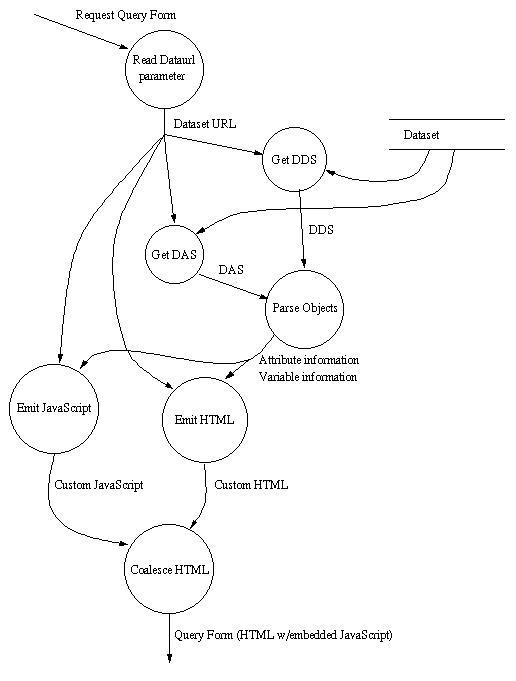 Request Query Form
Read Dataurl
parameter
Dataset URL
Dataset
Get DDS
DDS
Get DAS
DAS
Parse Objects
Attribute information
Variable information
Emit JavaScript
Emit HTML
Custom JavaScript
Custom HTML
Coalesce HTML
Query Form (HTML w/embedded JavaScript)